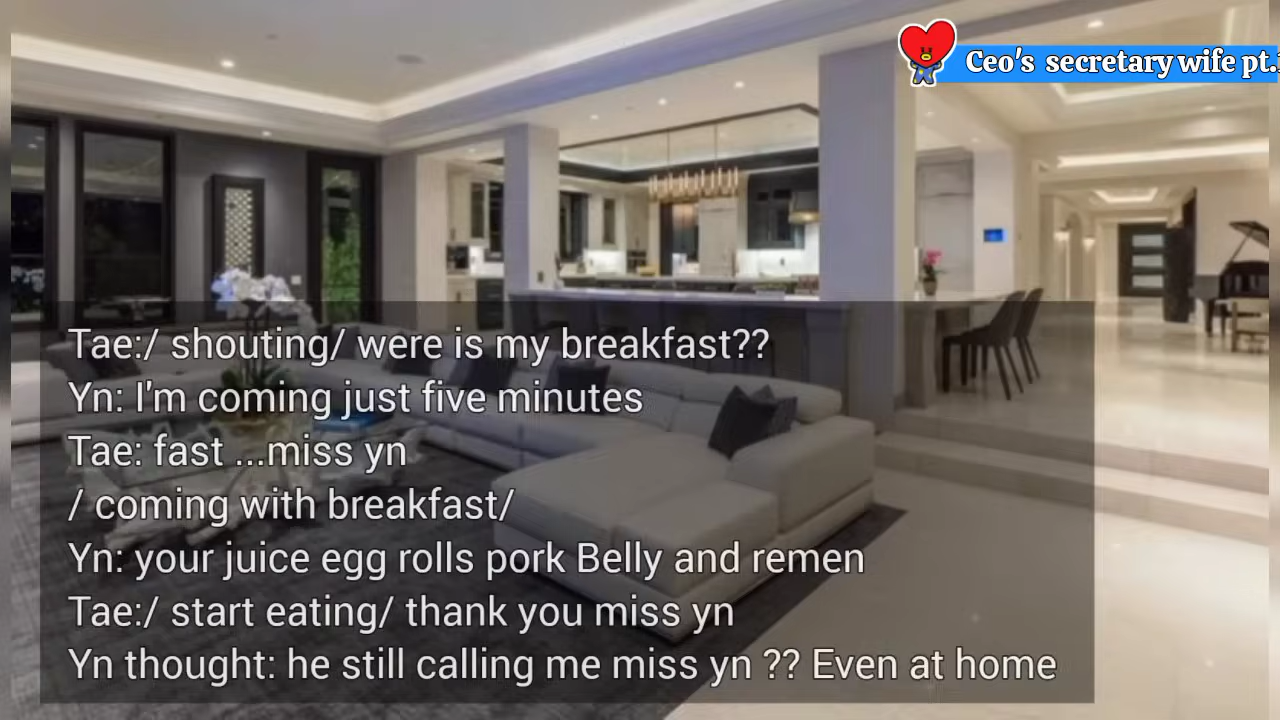 Ceo's secretary wife pt.
Tae:/ shouting/ were is my breakfast??
Yn: I'm coming just five minutes
Tae: fast ...miss yn
/ coming with breakfast/
Yn: your juice egg rolls pork Belly and remen
Tae:/ start eating/ thank you miss yn
Yn thought: he still calling me miss yn ?? Even at home